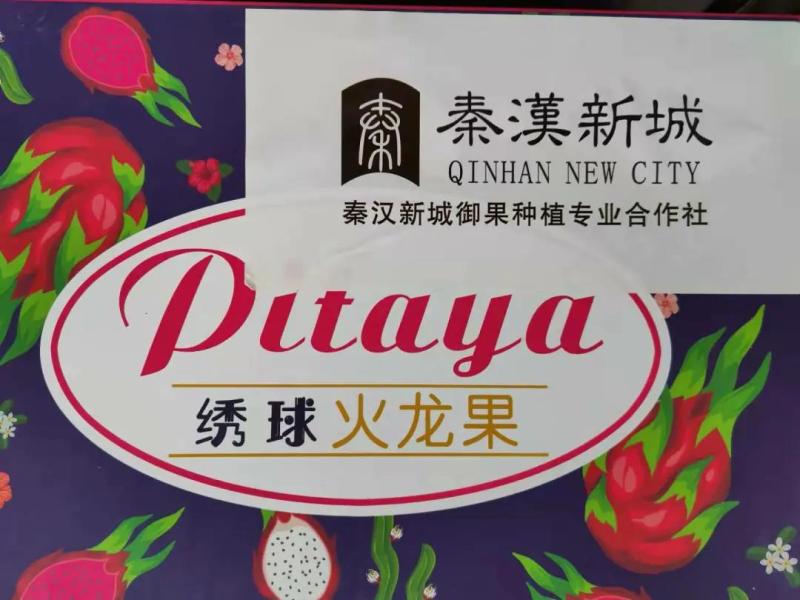 秦
秦漢新城
QINHAN NEW CITY
秦汉新城御果种植专业合作社
Pitaya
绣球火龙果